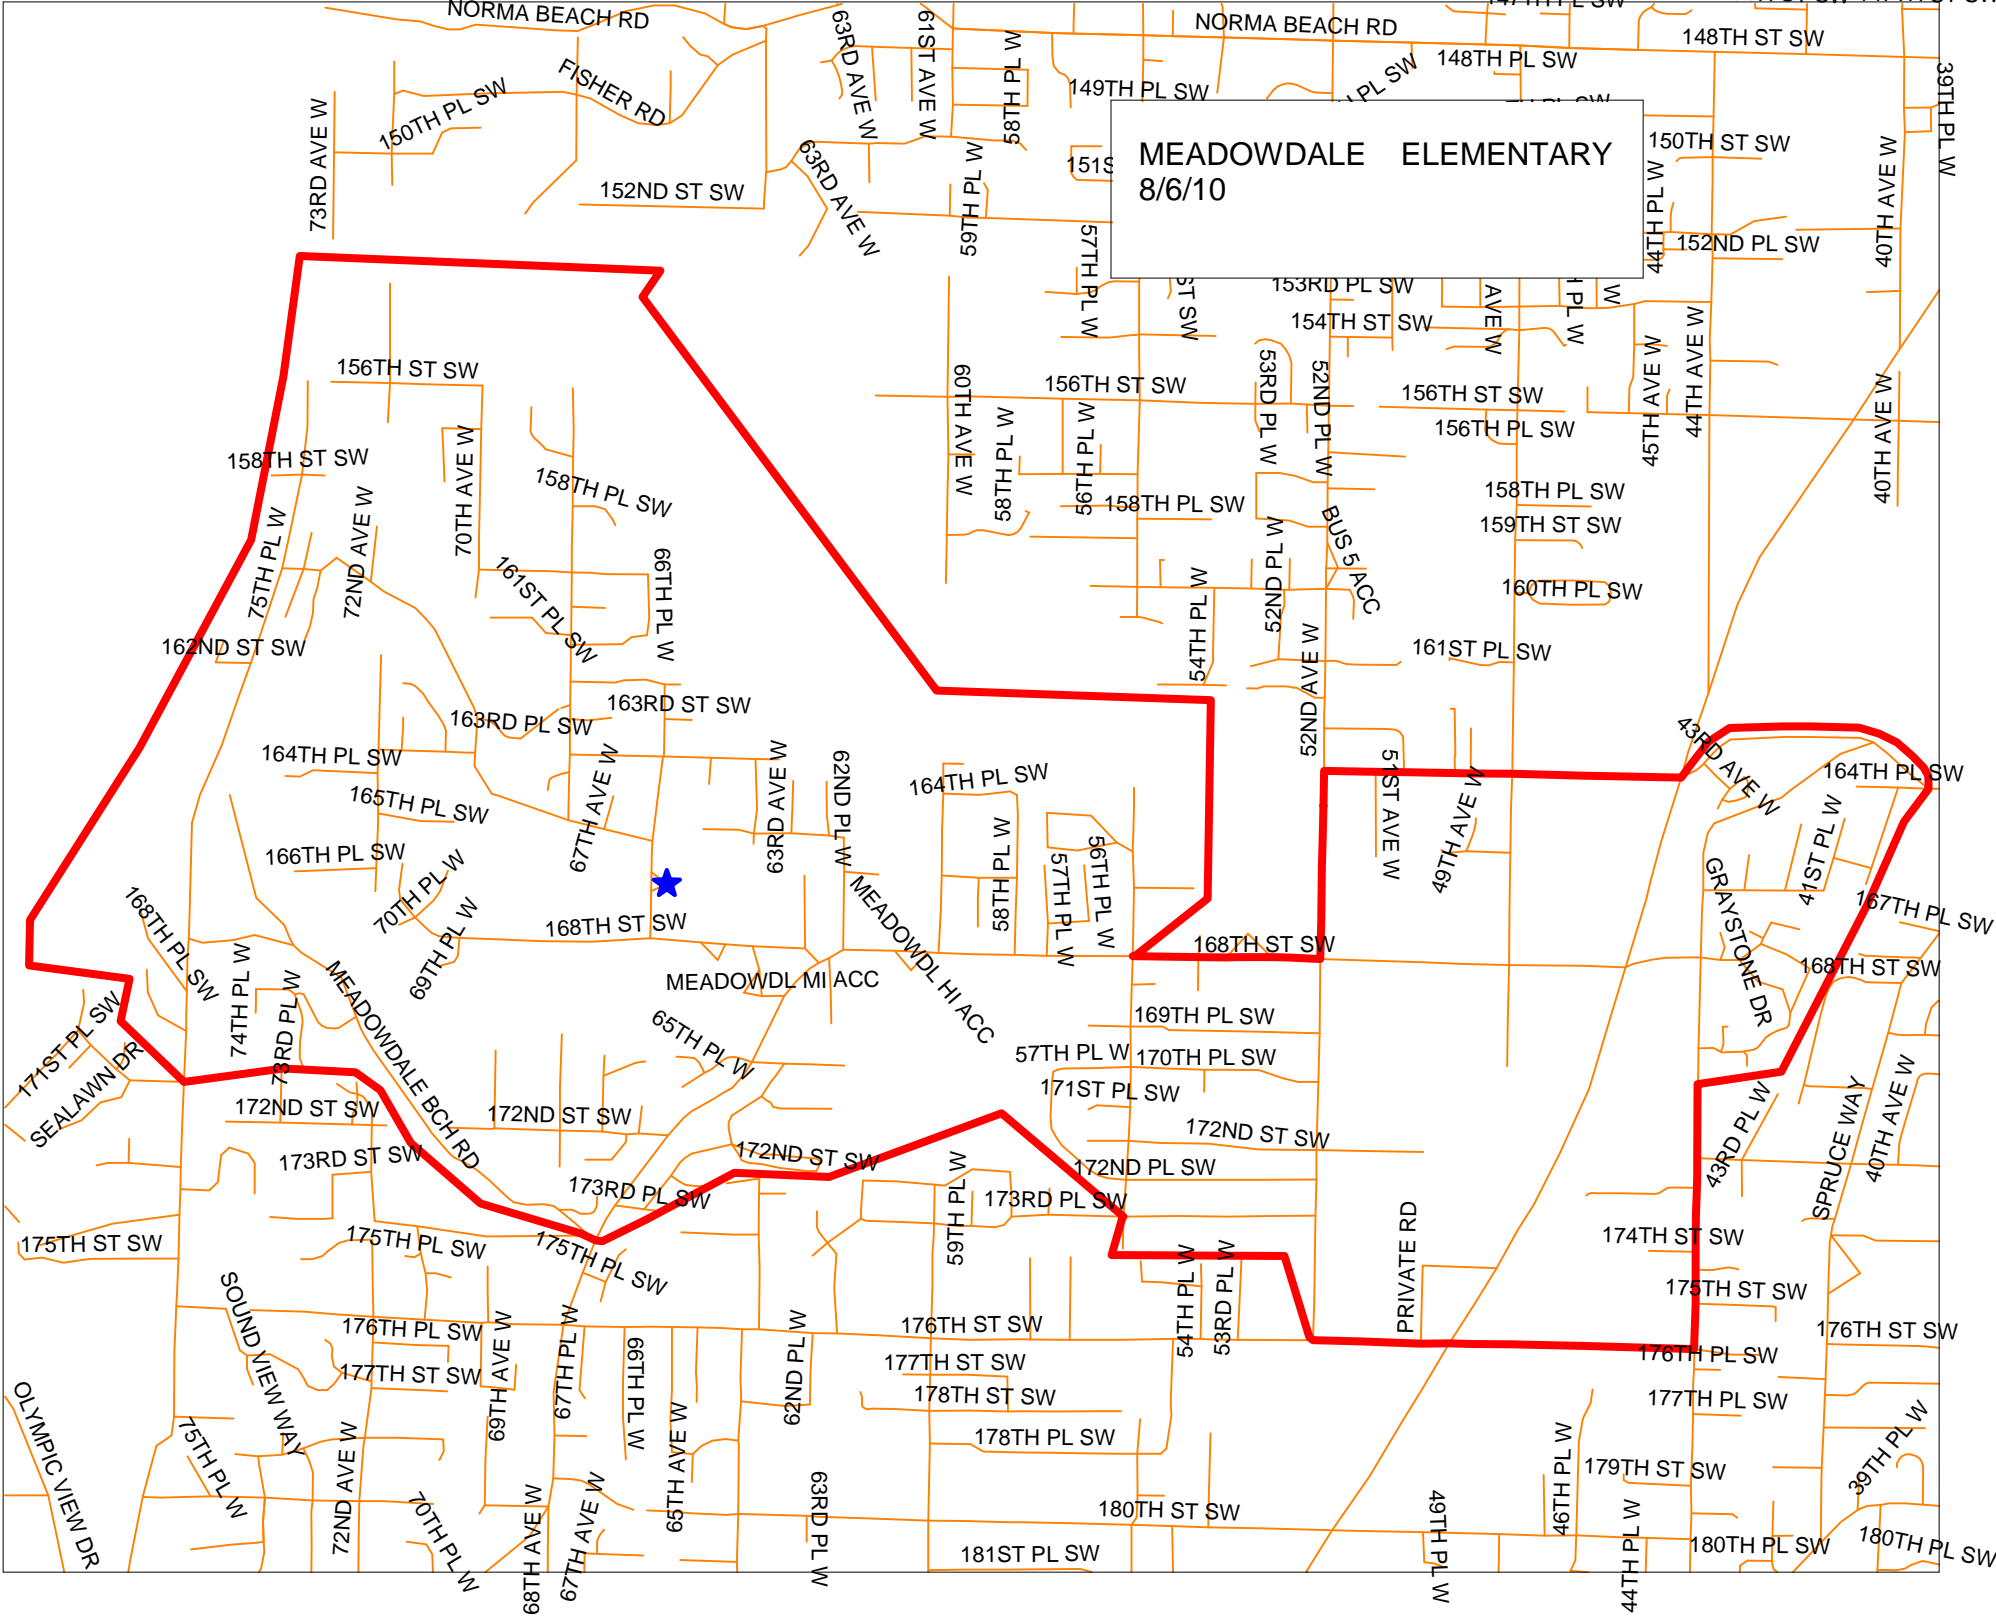 NORMA BEACH RD
NORMA BEACH RD
148TH ST SW
148TH PL SW
63RD AVE W
61ST AVE W
58TH PL W
FISHER RD
150TH PL SW
73RD AVE W
149TH PL SW
39TH PL W
MEADOWDALE ELEMENTARY
8/6/10
150TH ST SW
40TH AVE W
44TH PL W
152ND ST SW
63RD AVE W
59TH PL W
57TH PL W
152ND PL SW
153RD PL SW
154TH ST SW
AVE W
156TH ST SW
156TH ST SW
156TH ST SW
156TH PL SW
60TH AVE W
58TH PL W
56TH PL W
53RD PL W
52ND PL W
45TH AVE W
44TH AVE W
40TH AVE W
158TH ST SW
70TH AVE W
158TH PL SW
158TH PL SW
158TH PL SW
159TH ST SW
BUS 5 ACC
75TH PL W
72ND AVE W
161ST PL SW
66TH PL W
54TH PL W
52ND PL W
160TH PL SW
162ND ST SW
161ST PL SW
52ND AVE W
163RD PL SW
163RD ST SW
43RD AVE W
164TH PL SW
67TH AVE W
63RD AVE W
62ND PL W
164TH PL SW
51ST AVE W
49TH AVE W
164TH PL SW
165TH PL SW
166TH PL SW
70TH PL W
69TH PL W
58TH PL W
57TH PL W
56TH PL W
41ST PL W
GRAYSTONE DR
167TH PL SW
168TH PL SW
168TH ST SW
168TH ST SW
168TH ST SW
MEADOWDL HI ACC
MEADOWDL MI ACC
MEADOWDALE BCH RD
74TH PL W
73RD PL W
171ST PL SW
SEALAWN DR
65TH PL W
169TH PL SW
57TH PL W
170TH PL SW
171ST PL SW
172ND ST SW
172ND ST SW
172ND ST SW
172ND ST SW
172ND PL SW
173RD ST SW
173RD PL SW
173RD PL SW
59TH PL W
43RD PL W
SPRUCE WAY
40TH AVE W
175TH ST SW
175TH PL SW
175TH PL SW
PRIVATE RD
174TH ST SW
175TH ST SW
54TH PL W
53RD PL W
SOUND VIEW WAY
176TH PL SW
176TH ST SW
176TH ST SW
176TH PL SW
177TH ST SW
69TH AVE W
67TH PL W
66TH PL W
65TH AVE W
62ND PL W
177TH ST SW
178TH ST SW
178TH PL SW
177TH PL SW
OLYMPIC VIEW DR
75TH PL W
72ND AVE W
70TH PL W
68TH AVE W
67TH AVE W
63RD PL W
180TH ST SW
181ST PL SW
49TH PL W
46TH PL W
179TH ST SW
44TH PL W
39TH PL W
180TH PL SW
180TH PL SW